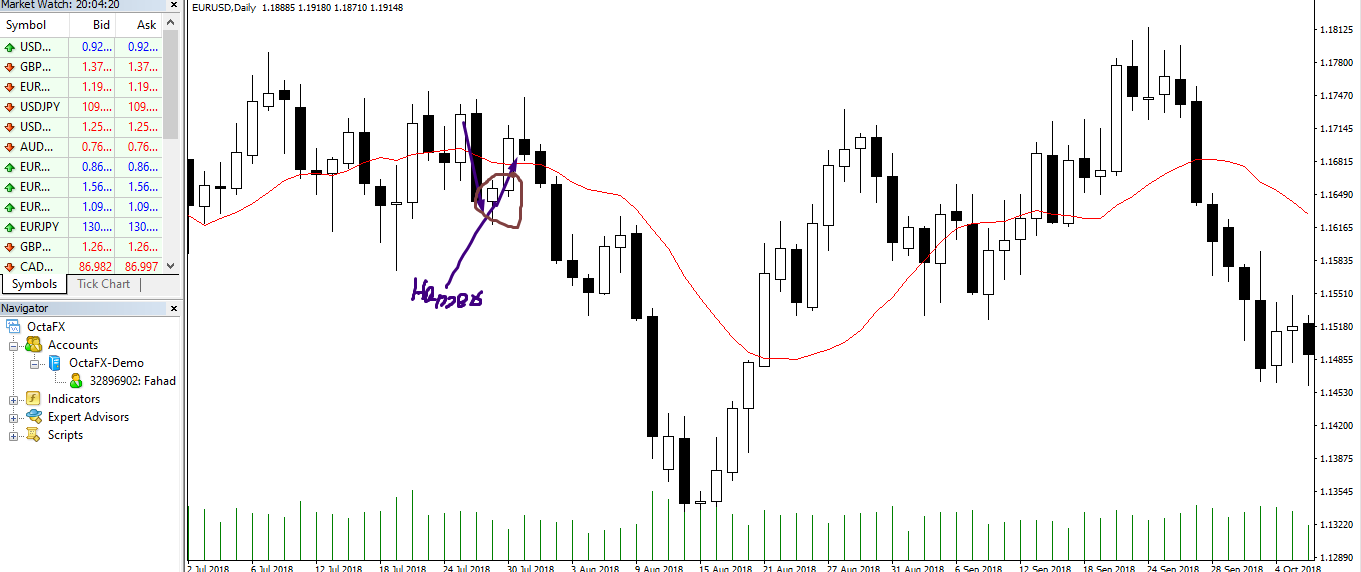 Market Watch: 20:04:20
Symbol Bid Ask
USD... 0.92... 0.92...
GBP... 1.37... 1.37...
EUR... 1.19... 1.19...
USDJPY 109.... 109....
USD... 1.25... 1.25...
AUD... 0.76... 0.76...
EUR... 0.86... 0.86...
EUR... 1.56... 1.56...
EUR... 1.09... 1.09...
EURJPY 130.... 130....
GBP... 1.26... 1.26...
CAD... 86.982 86.997
Symbols Tick Chart
Navigator
OctaFX
Accounts
OctaFX-Demo
32896902: Fahad
Indicators
Expert Advisors
Scripts
EURUSD,Daily 1.18885 1.19180 1.18710 1.19148
1.18125
1.17800
1.17470
1.17145
1.16815
1.16490
1.16165
1.15835
1.15510
1.15180
1.14855
1.14530
1.14200
1.13875
1.13545
1.13220
1.12890
2 Jul 2018 6 Jul 2018 12 Jul 2018 18 Jul 2018 24 Jul 2018 30 Jul 2018 3 Aug 2018 9 Aug 2018 15 Aug 2018 21 Aug 2018 27 Aug 2018 31 Aug 2018 6 Sep 2018 12 Sep 2018 18 Sep 2018 24 Sep 2018 28 Sep 2018 4 Oct 2018